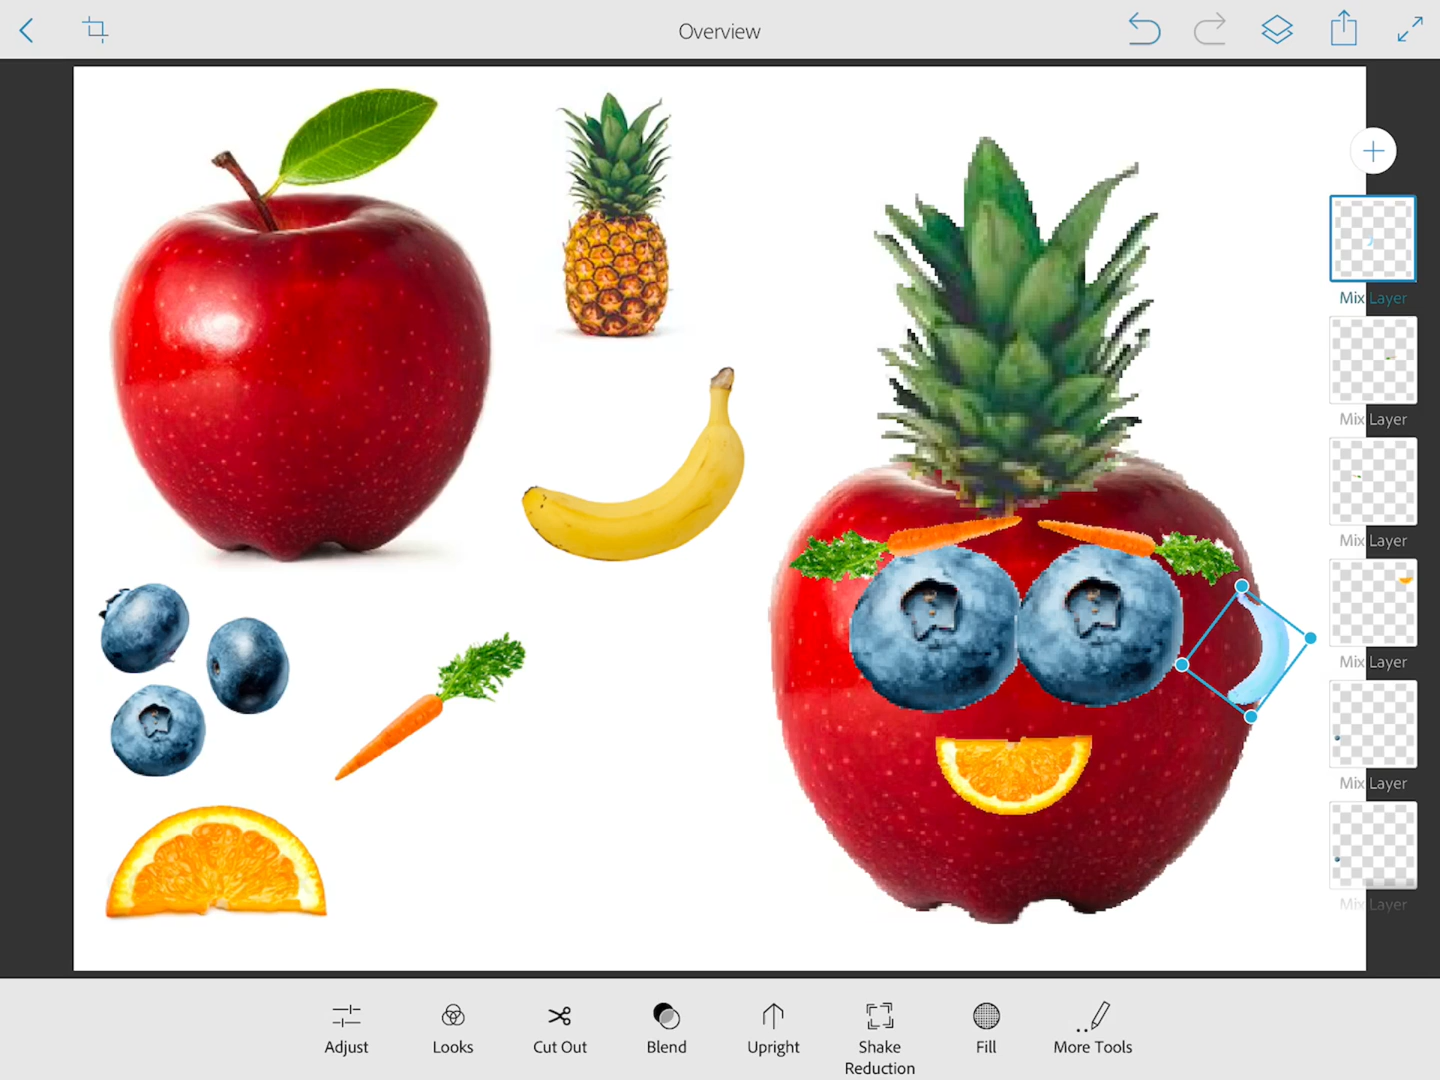 Overview
Mix Layer
Mix Layer
Mix Layer
Mix Layer
Mix Layer
Mix Layer
Adjust
Looks
Cut Out
Blend
Upright
Shake
Reduction
Fill
More Tools